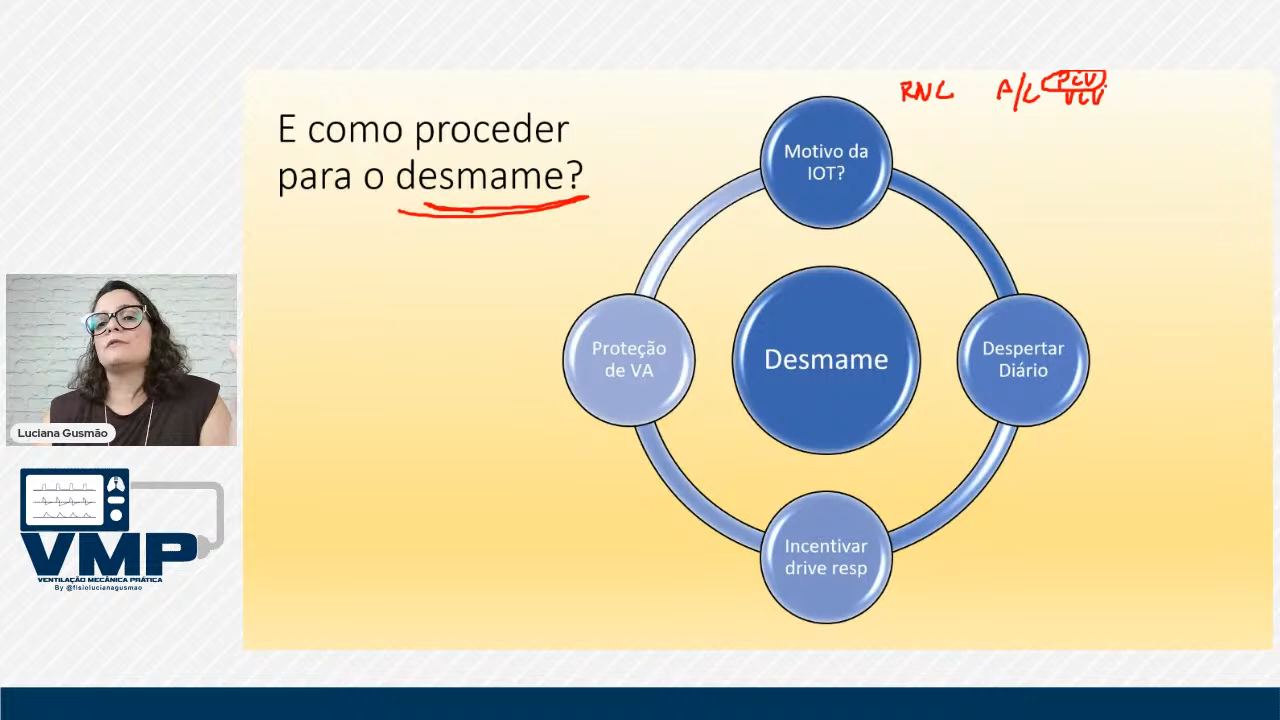 E como proceder
para o desmame?
RNC A/C PCV
VCV
Motivo da
IOT?
Proteção
de VA
Desmame
Despertar
Diário
Incentivar
drive resp
Luciana Gusmão
VMP
VENTILAÇÃO MECÂNICA PRÁTICA
By @fisiolucianagusmao